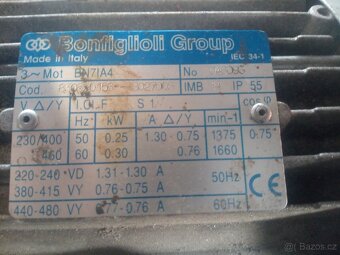 Bonfiglioli Group
Made in Italy IEC 34-1
3~Mot BN71A4 No
Cod. IMB IP 55
V △/Y I.CL.F S 1 cos φ
Hz kW A △/Y min-1
230/400 50 0.25 1.30-0.75 1375 0.75
460 60 0.30 0.76 1660
220-240 VD 1.31-1.30 A 50Hz
380-415 VY 0.75 A
440-480 VY 0.76 A 60Hz
CE
bazos.cz